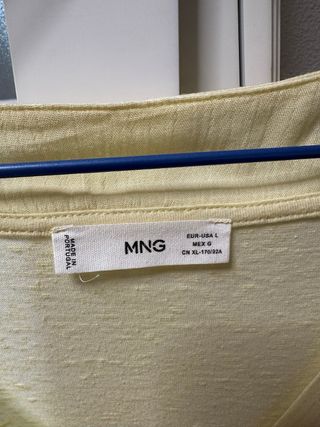 MADE IN
PORTUGAL
MNG
EUR-USA L
MEX G
CN XL-170/92A